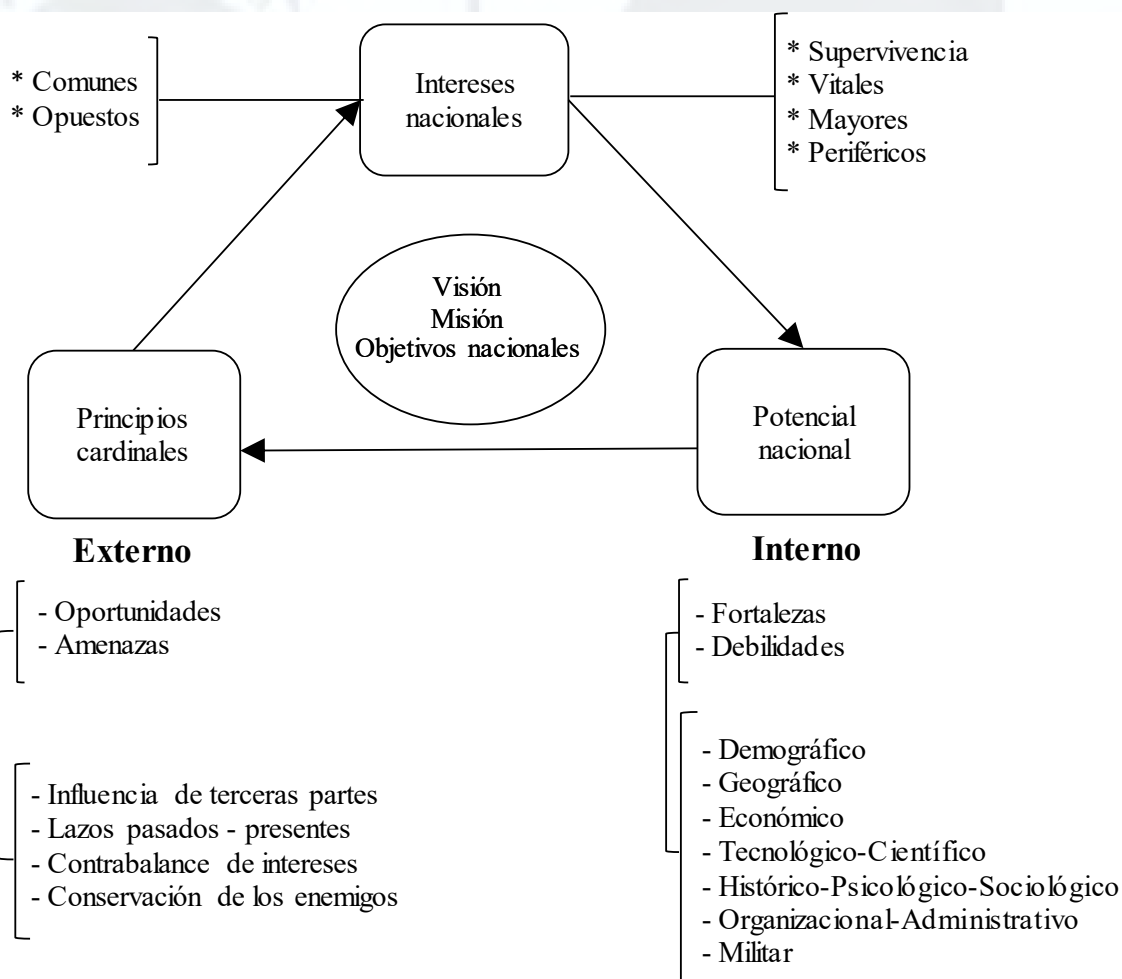 * Comunes
* Opuestos
Intereses
nacionales
* Supervivencia
* Vitales
* Mayores
* Periféricos
Visión
Misión
Objetivos nacionales
Principios
cardinales
Potencial
nacional
Externo
- Oportunidades
- Amenazas
- Influencia de terceras partes
- Lazos pasados - presentes
- Contrabalance de intereses
- Conservación de los enemigos
Interno
- Fortalezas
- Debilidades
- Demográfico
- Geográfico
- Económico
- Tecnológico-Científico
- Histórico-Psicológico-Sociológico
- Organizacional-Administrativo
- Militar